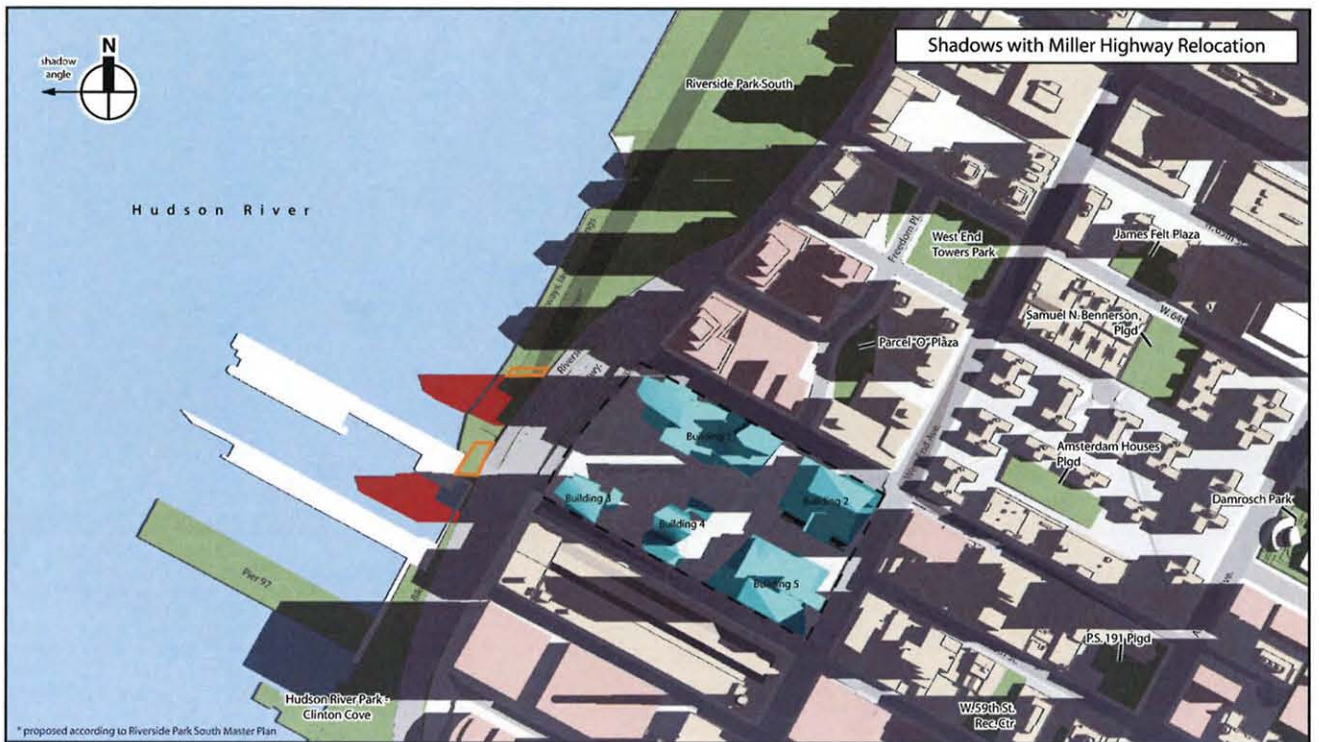 Shadows with Miller Highway Relocation
N
shadow
angle
Riverside Park-South
Hudson River
Freedom Pl.
West End
Towers Park
James Felt Plaza
W. 64th
Samuel N. Bennerson
Plgd
Parcel "O" Plaza
Amsterdam Houses
Plgd
Damrosch Park
Building 1
Building 2
Building 3
Building 4
Building 5
Pier 97
P.S. 191 Plgd
Hudson River Park -
Clinton Cove
W. 59th St.
Rec. Ctr
* proposed according to Riverside Park South Master Plan